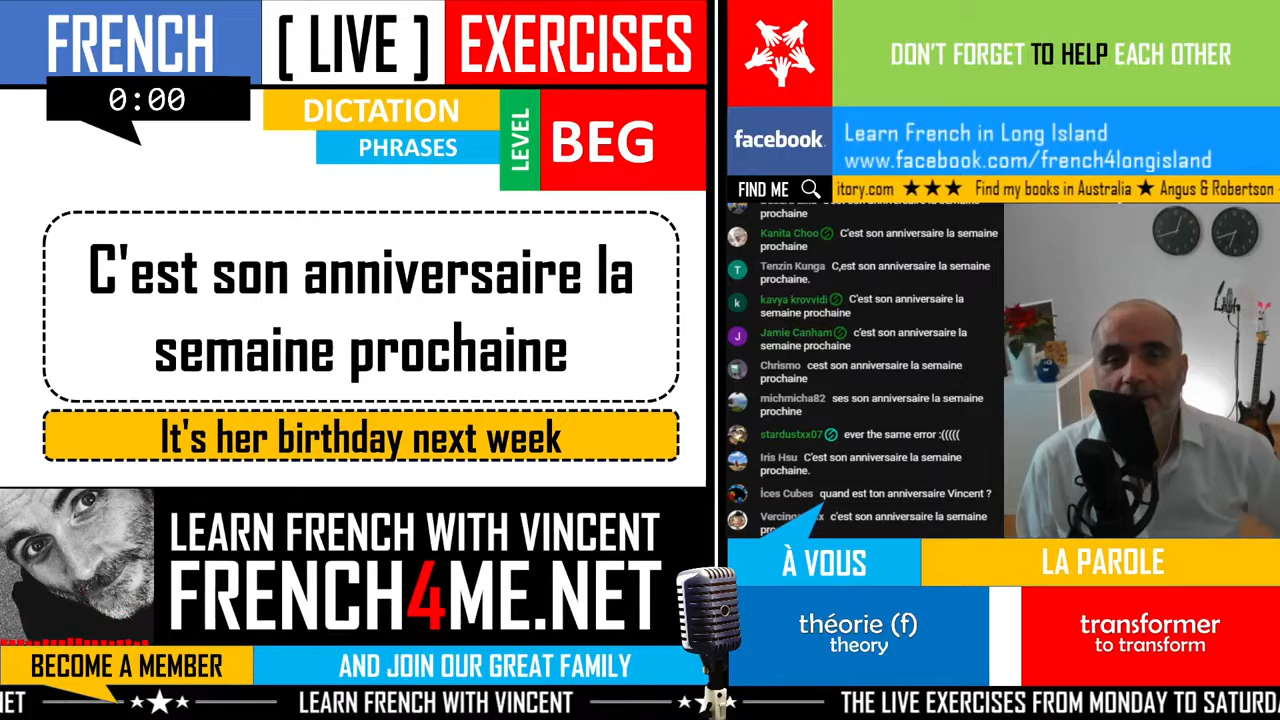 FRENCH
[ LIVE ]
EXERCISES
0:00
DICTATION
PHRASES
LEVEL
BEG
C'est son anniversaire la
semaine prochaine
It's her birthday next week
LEARN FRENCH WITH VINCENT
FRENCH4ME.NET
BECOME A MEMBER
AND JOIN OUR GREAT FAMILY
DON'T FORGET TO HELP EACH OTHER
facebook
Learn French in Long Island
www.facebook.com/french4longisland
FIND ME
itory.com ★★★ Find my books in Australia ★ Angus & Robertson
prochaine
Kanita Choo C'est son anniversaire la semaine
prochaine
Tenzin Kunga C,est son anniversaire la semaine
prochaine.
kavya krovvidi C'est son anniversaire la
semaine prochaine
Jamie Canham c'est son anniversaire la
semaine prochaine
Chrismo cest son anniversaire la semaine
prochaine
michmicha82 ses son anniversaire la semaine
prochine
stardustxx07 ever the same error :(((((
Iris Hsu C'est son anniversaire la semaine
prochaine.
İces Cubes quand est ton anniversaire Vincent ?
c'est son anniversaire la semaine
À VOUS
LA PAROLE
théorie (f)
theory
transformer
to transform
NET
LEARN FRENCH WITH VINCENT
THE LIVE EXERCISES FROM MONDAY TO SATURDA